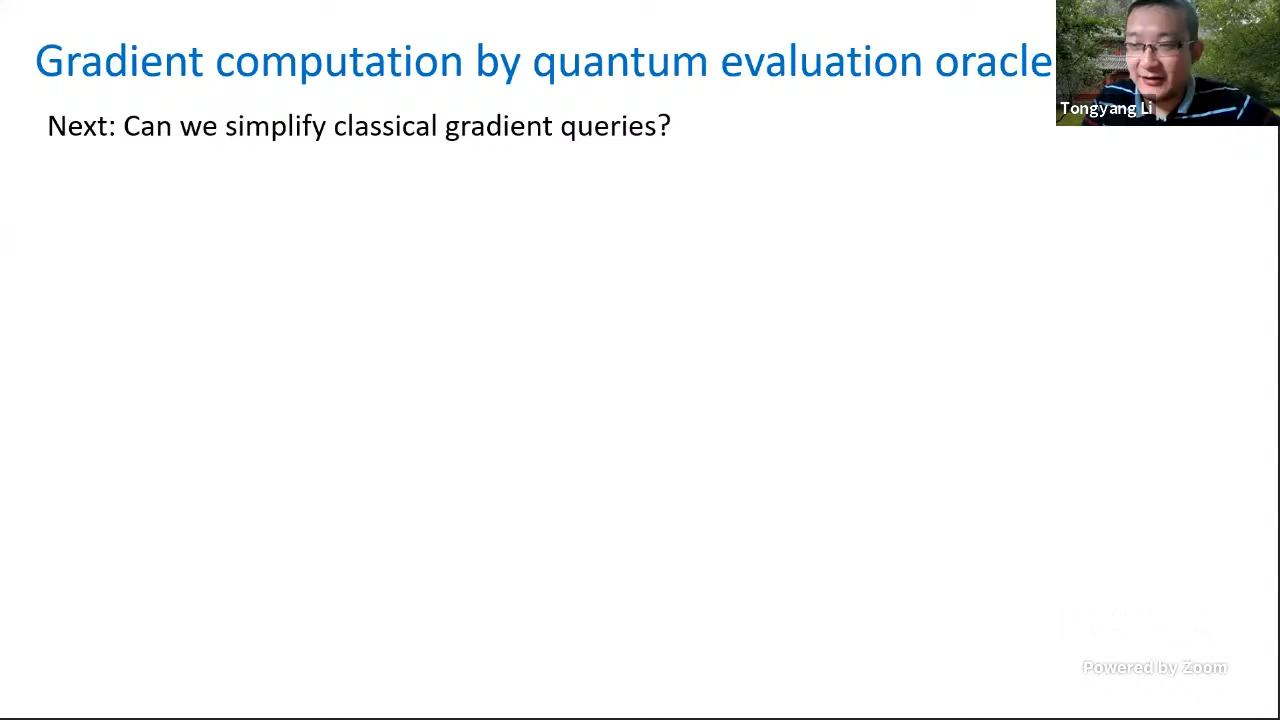 Gradient computation by quantum evaluation oracle
Tongyang Li
Next: Can we simplify classical gradient queries?
Powered by Zoom